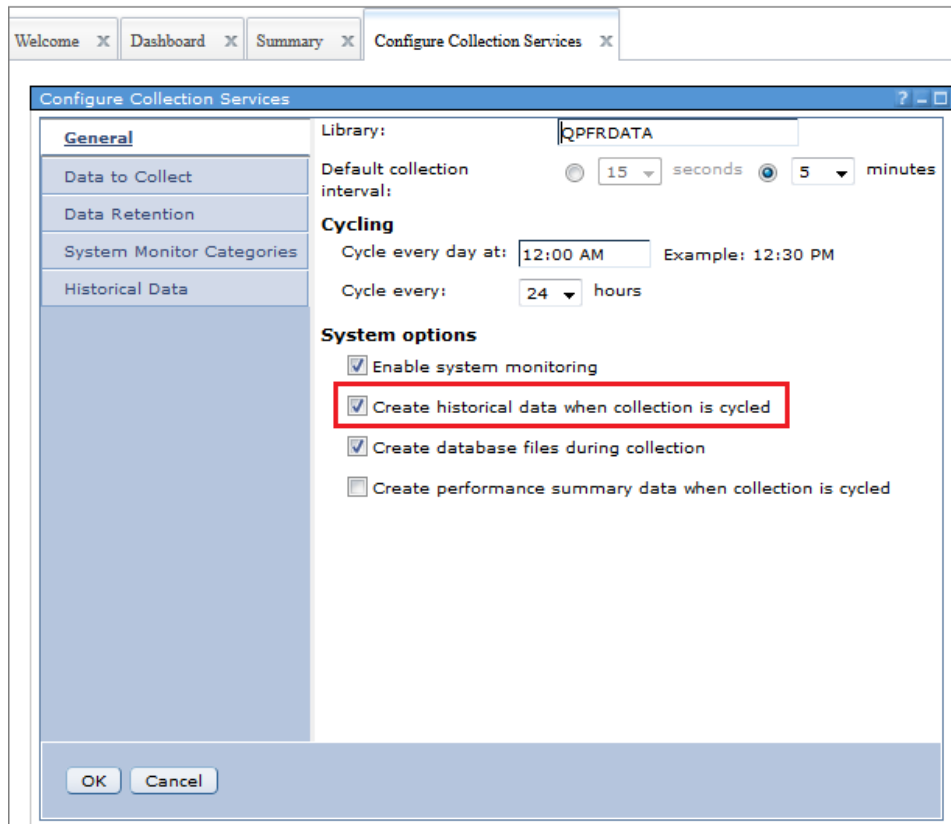 Welcome X Dashboard X Summary X Configure Collection Services X
Configure Collection Services ?
General
Data to Collect
Data Retention
System Monitor Categories
Historical Data
Library: QPFRDATA
Default collection interval: 15 seconds 5 minutes
Cycling
Cycle every day at: 12:00 AM Example: 12:30 PM
Cycle every: 24 hours
System options
Enable system monitoring
Create historical data when collection is cycled
Create database files during collection
Create performance summary data when collection is cycled
OK Cancel